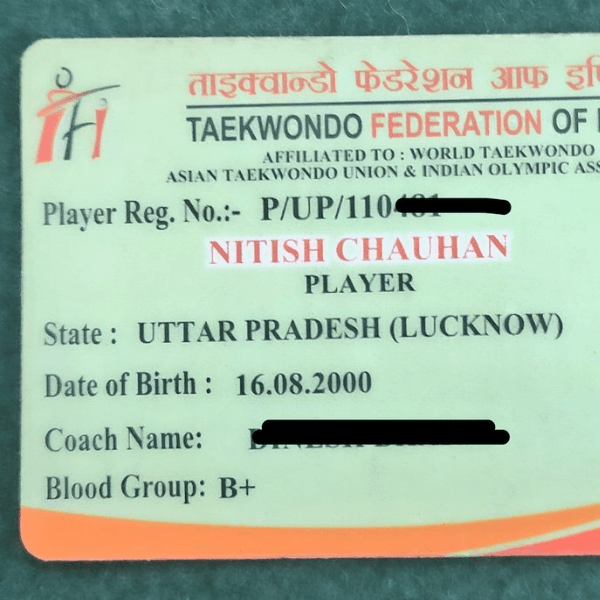 ताइक्वान्डो फेडरेशन आफ इ
TAEKWONDO FEDERATION OF
AFFILIATED TO : WORLD TAEKWONDO
ASIAN TAEKWONDO UNION & INDIAN OLYMPIC ASS
Player Reg. No.:- P/UP/110
NITISH CHAUHAN
PLAYER
State : UTTAR PRADESH (LUCKNOW)
Date of Birth : 16.08.2000
Coach Name:
Blood Group: B+